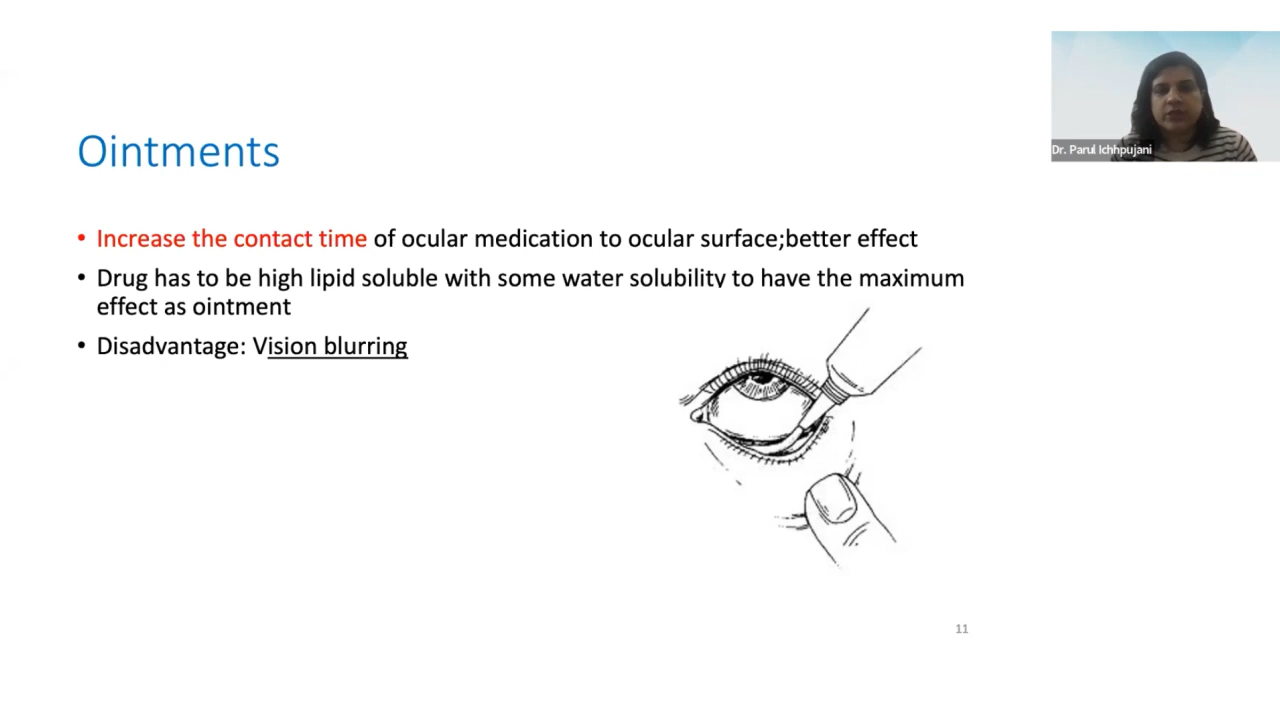 Dr. Parul Ichhpujani
Ointments
• Increase the contact time of ocular medication to ocular surface;better effect
• Drug has to be high lipid soluble with some water solubility to have the maximum
effect as ointment
• Disadvantage: Vision blurring
11